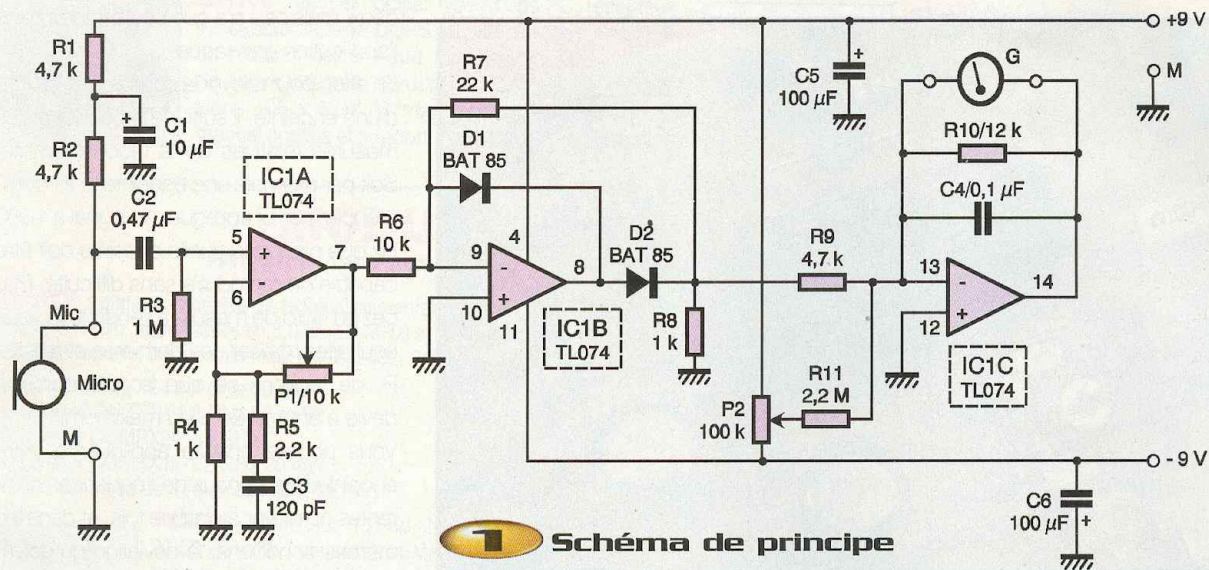 +9 V
M
R1
4,7 k
C1
10 µF
R2
4,7 k
C2
0,47 µF
Mic
Micro
M
R3
1 M
IC1A
TL074
5
6
7
P1/10 k
R4
1 k
R5
2,2 k
C3
120 pF
R6
10 k
R7
22 k
D1
BAT 85
9
10
4
11
8
IC1B
TL074
D2
BAT 85
R8
1 k
C5
100 µF
G
R10/12 k
C4/0,1 µF
R9
4,7 k
R11
2,2 M
P2
100 k
13
12
14
IC1C
TL074
- 9 V
C6
100 µF
1 Schéma de principe